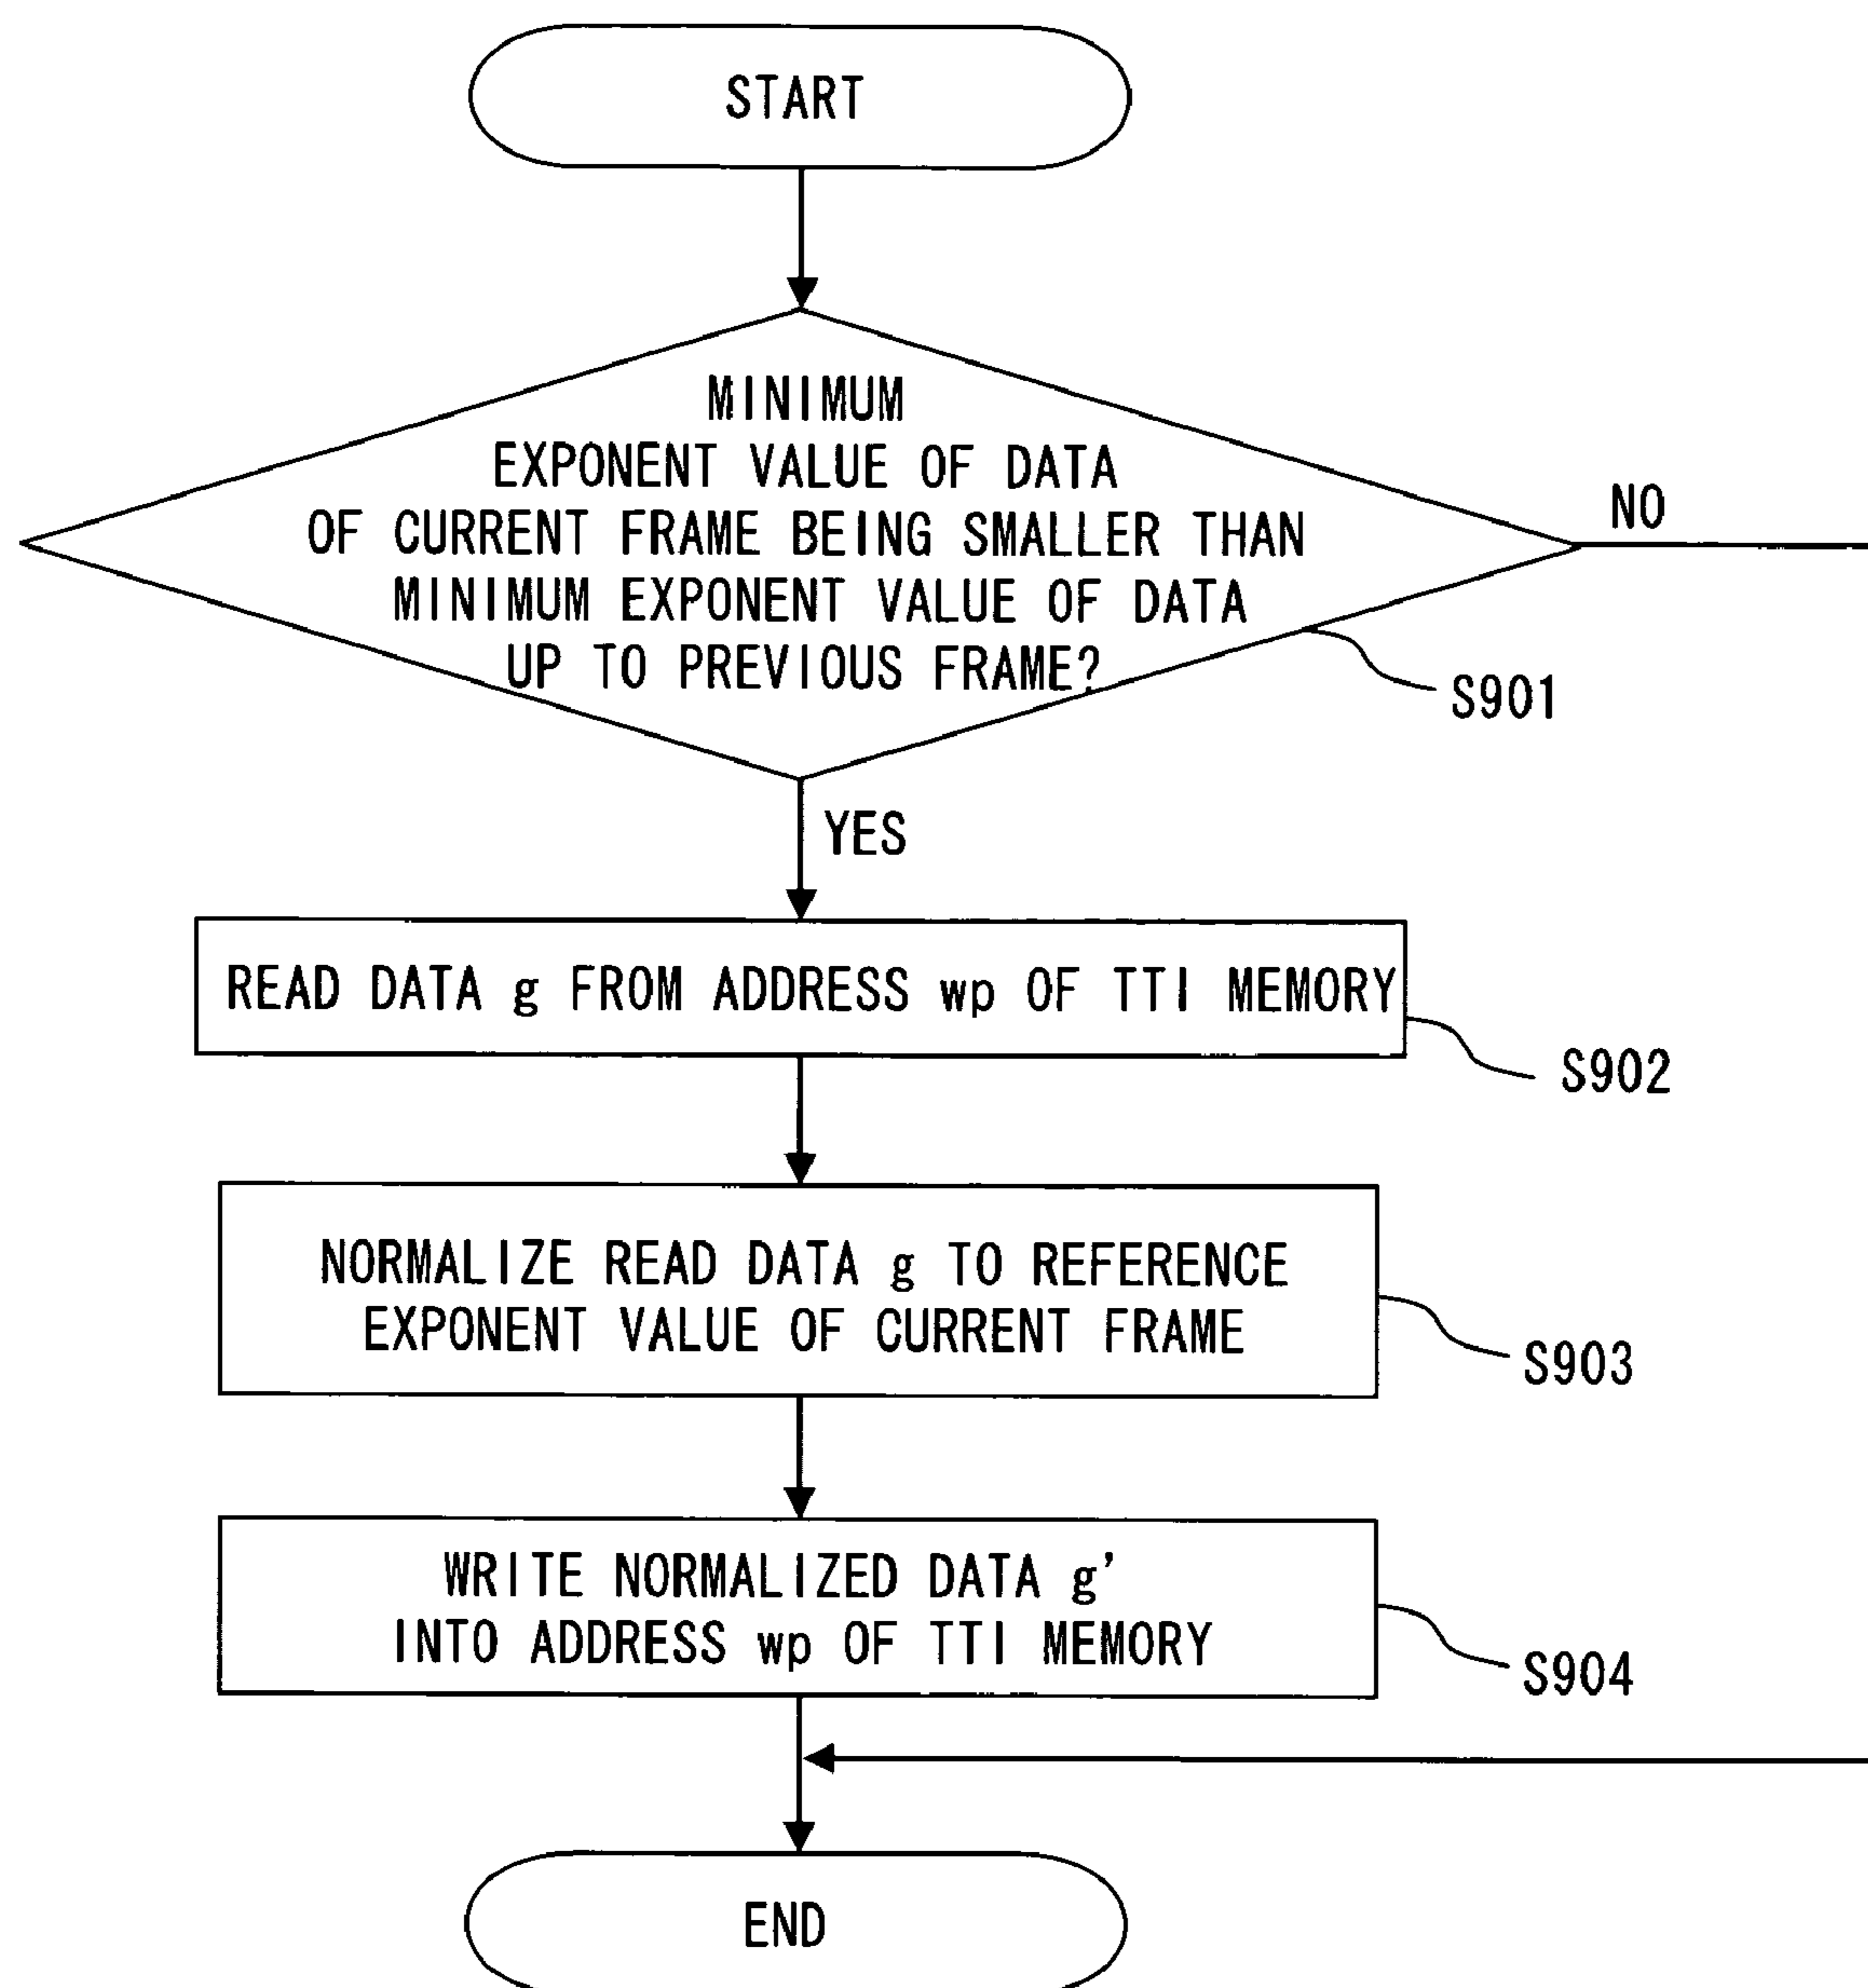 START
MINIMUM
EXPONENT VALUE OF DATA
OF CURRENT FRAME BEING SMALLER THAN
MINIMUM EXPONENT VALUE OF DATA
UP TO PREVIOUS FRAME?
NO
S901
YES
READ DATA g FROM ADDRESS wp OF TTI MEMORY
S902
NORMALIZE READ DATA g TO REFERENCE
EXPONENT VALUE OF CURRENT FRAME
S903
WRITE NORMALIZED DATA g'
INTO ADDRESS wp OF TTI MEMORY
S904
END